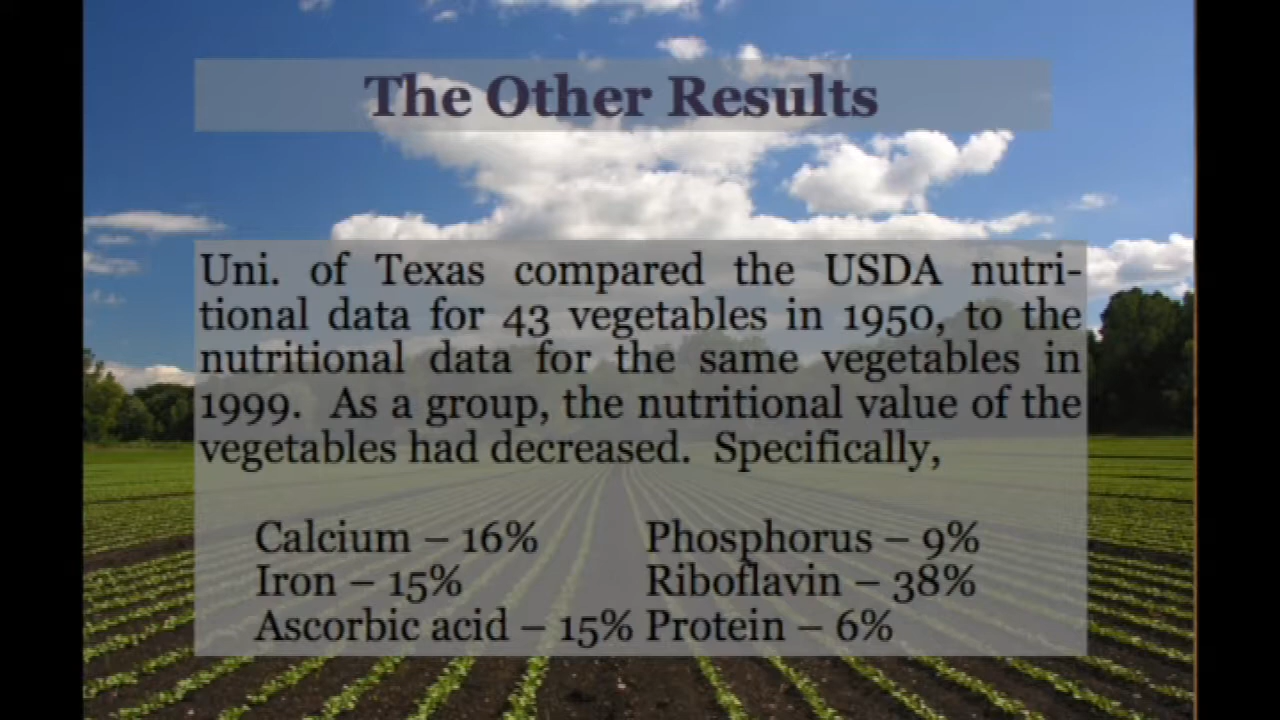 The Other Results
Uni. of Texas compared the USDA nutri-
tional data for 43 vegetables in 1950, to the
nutritional data for the same vegetables in
1999. As a group, the nutritional value of the
vegetables had decreased. Specifically,
Calcium – 16% Phosphorus – 9%
Iron – 15% Riboflavin – 38%
Ascorbic acid – 15% Protein – 6%